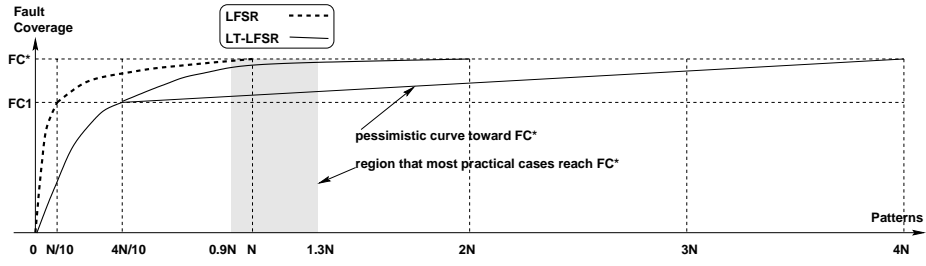 Fault
Coverage
LFSR
LT-LFSR
FC*
FC1
pessimistic curve toward FC*
region that most practical cases reach FC*
Patterns
0 N/10 4N/10 0.9N N 1.3N 2N 3N 4N